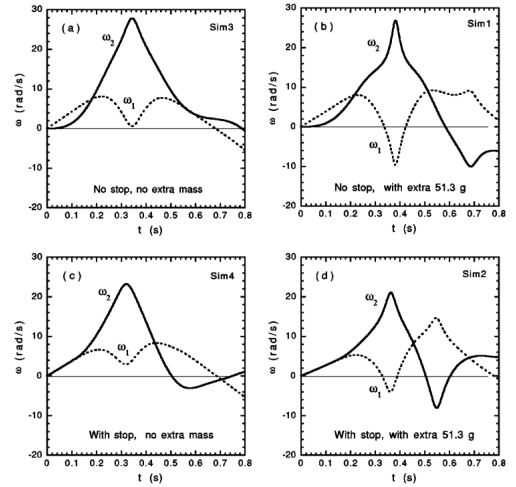 30
(a)
Sim3
ω2
20
10
ω1
0
-10
No stop, no extra mass
-20
0 0.1 0.2 0.3 0.4 0.5 0.6 0.7 0.8
t (s)
ω (rad/s)
30
(b)
Sim1
ω2
20
10
0
ω1
-10
No stop, with extra 51.3 g
-20
0 0.1 0.2 0.3 0.4 0.5 0.6 0.7 0.8
t (s)
ω (rad/s)
30
(c)
Sim4
ω2
20
10
ω1
0
-10
With stop, no extra mass
-20
0 0.1 0.2 0.3 0.4 0.5 0.6 0.7 0.8
t (s)
ω (rad/s)
30
(d)
Sim2
ω2
20
10
0
ω1
-10
With stop, with extra 51.3 g
-20
0 0.1 0.2 0.3 0.4 0.5 0.6 0.7 0.8
t (s)
ω (rad/s)